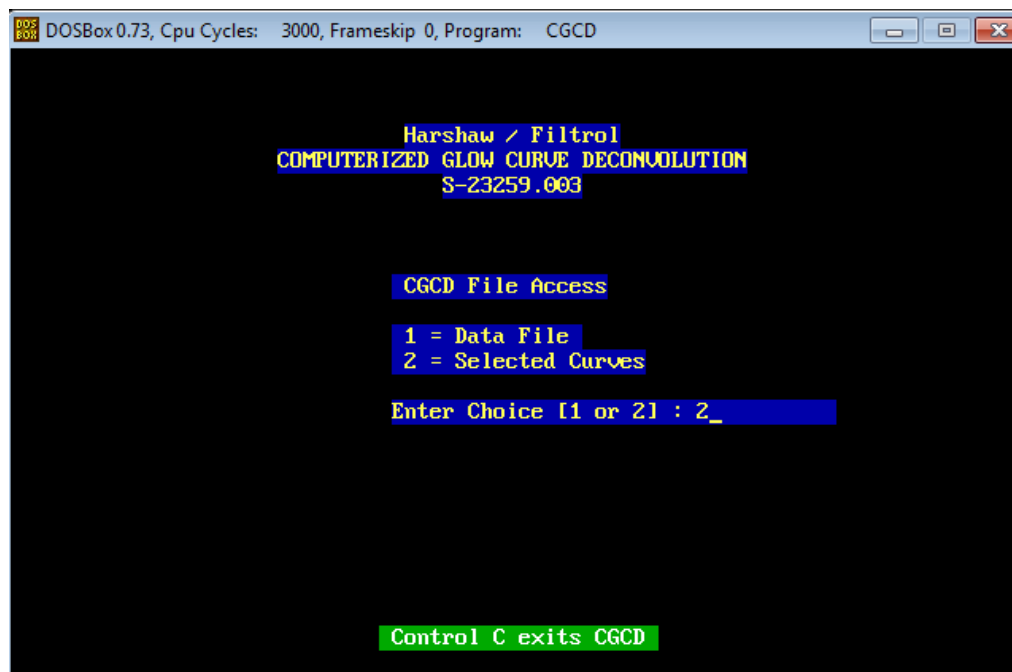 DOSBox 0.73, Cpu Cycles: 3000, Frameskip 0, Program: CGCD
Harshaw / Filtrol
COMPUTERIZED GLOW CURVE DECONVOLUTION
S-23259.003
CGCD File Access
1 = Data File
2 = Selected Curves
Enter Choice [1 or 2] : 2_
Control C exits CGCD